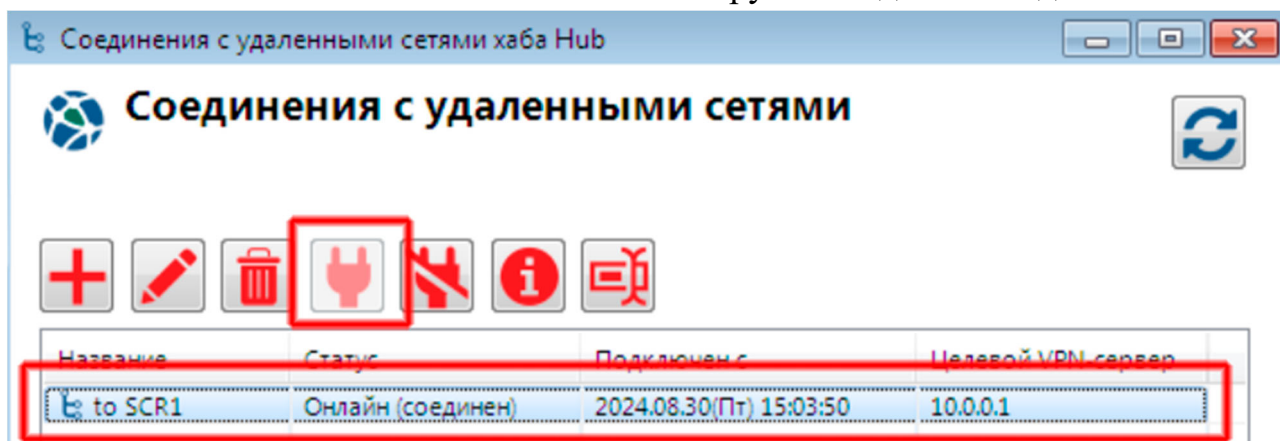 Соединения с удаленными сетями хаба Hub
Соединения с удаленными сетями
Название Статус Подключен с Целевой VPN-сервер
to SCR1 Онлайн (соединен) 2024.08.30(Пт) 15:03:50 10.0.0.1